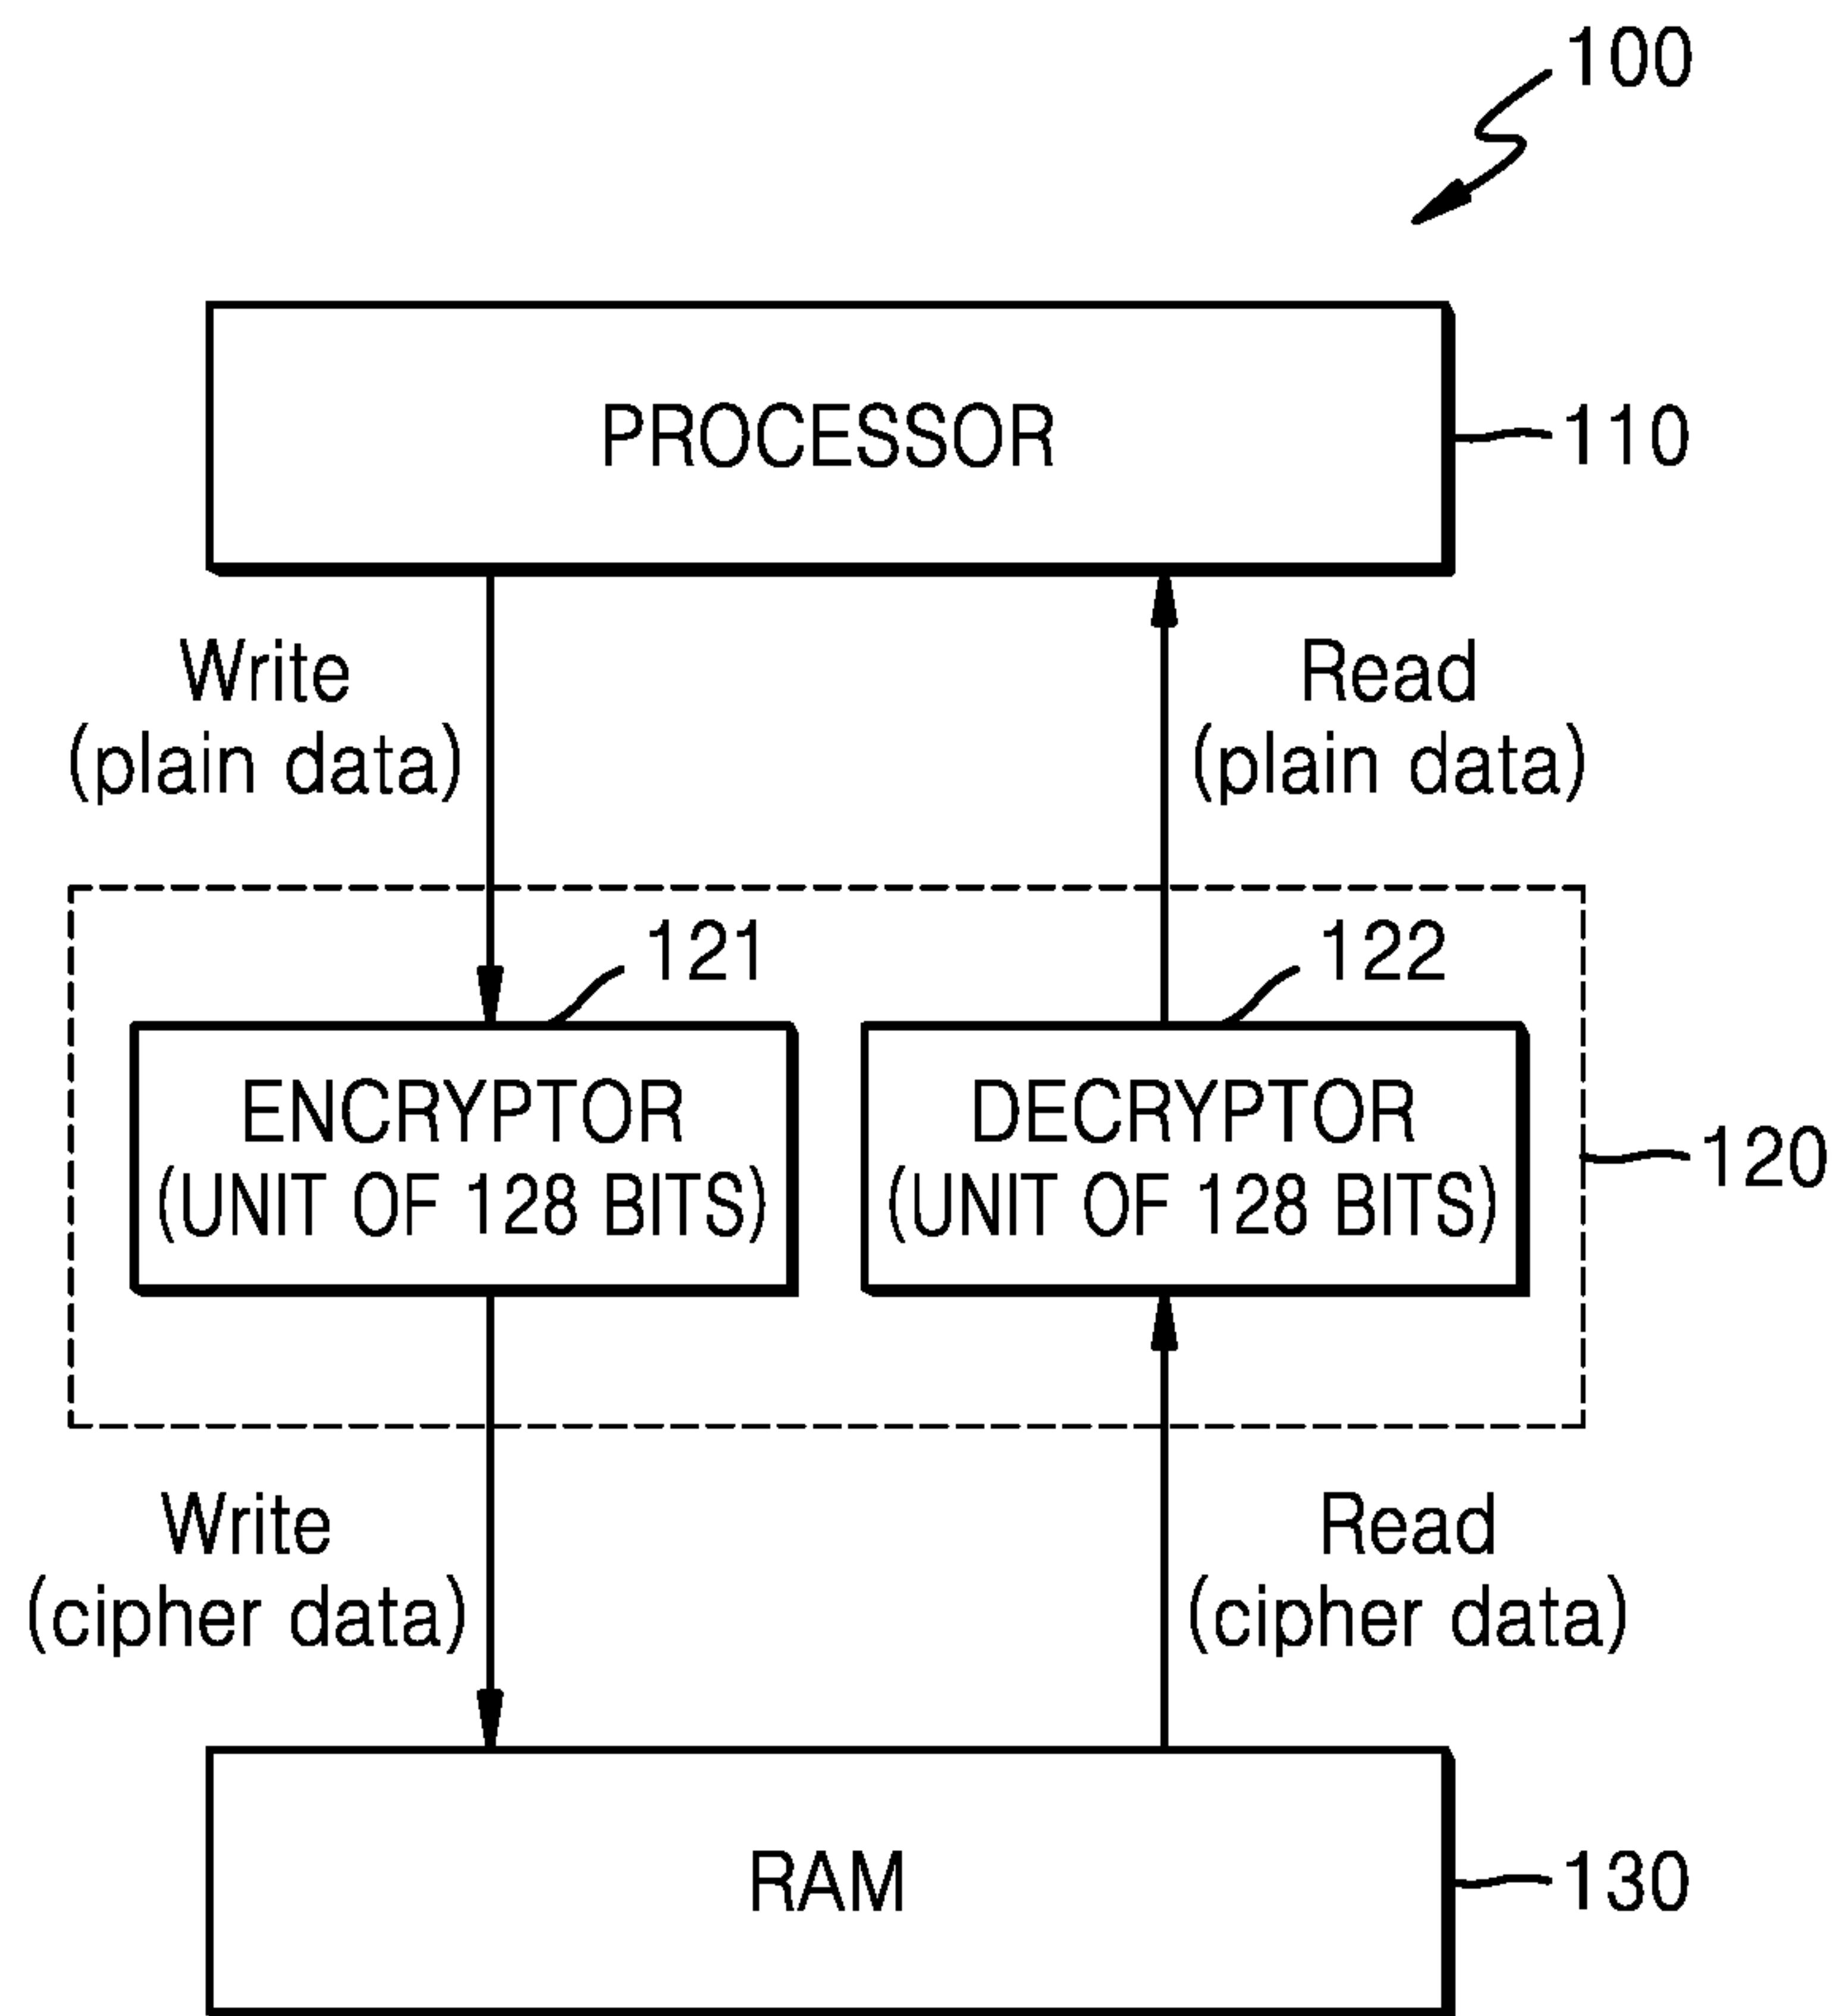 100
PROCESSOR
110
Write
(plain data)
Read
(plain data)
121
122
ENCRYPTOR
(UNIT OF 128 BITS)
DECRYPTOR
(UNIT OF 128 BITS)
120
Write
(cipher data)
Read
(cipher data)
RAM
130